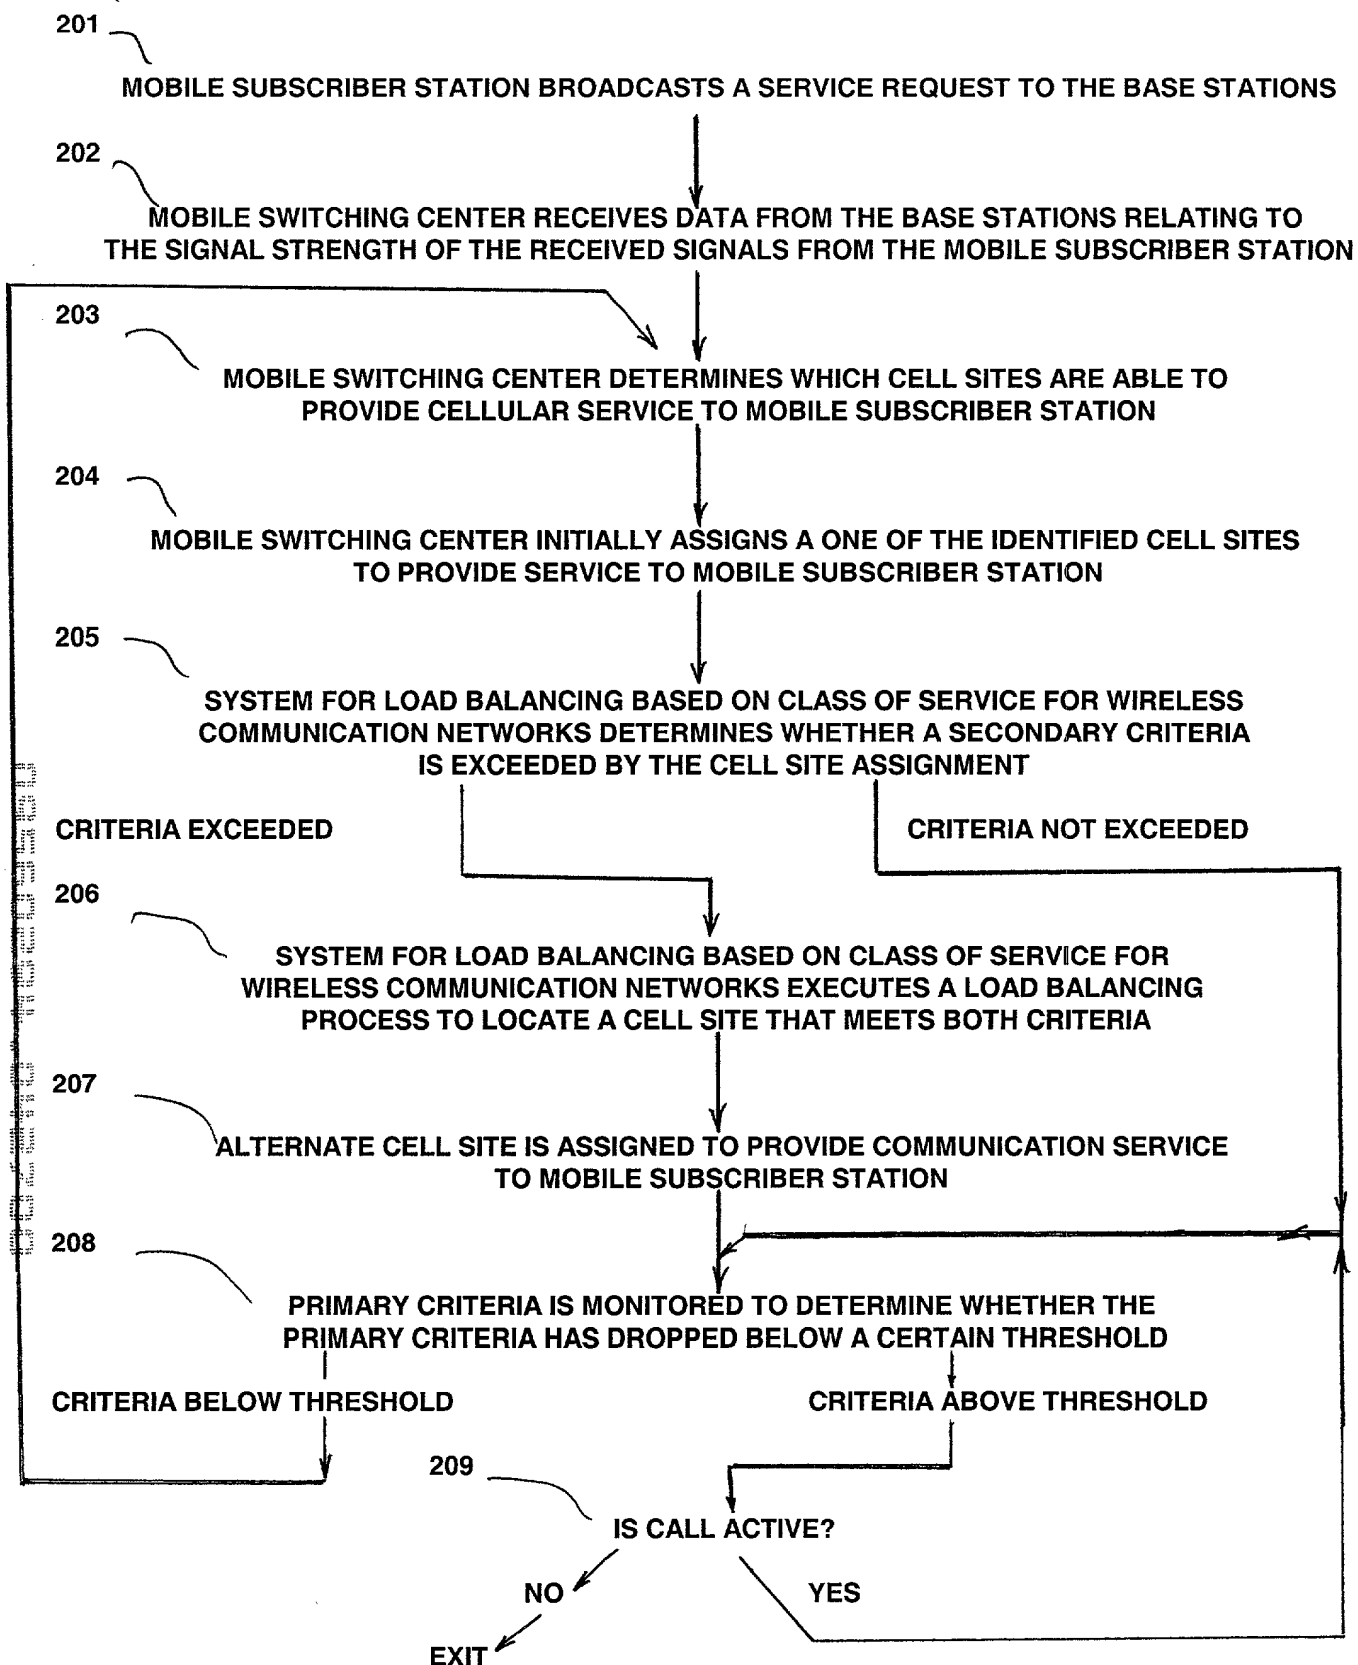 201
MOBILE SUBSCRIBER STATION BROADCASTS A SERVICE REQUEST TO THE BASE STATIONS
202
MOBILE SWITCHING CENTER RECEIVES DATA FROM THE BASE STATIONS RELATING TO
THE SIGNAL STRENGTH OF THE RECEIVED SIGNALS FROM THE MOBILE SUBSCRIBER STATION
203
MOBILE SWITCHING CENTER DETERMINES WHICH CELL SITES ARE ABLE TO
PROVIDE CELLULAR SERVICE TO MOBILE SUBSCRIBER STATION
204
MOBILE SWITCHING CENTER INITIALLY ASSIGNS A ONE OF THE IDENTIFIED CELL SITES
TO PROVIDE SERVICE TO MOBILE SUBSCRIBER STATION
205
SYSTEM FOR LOAD BALANCING BASED ON CLASS OF SERVICE FOR WIRELESS
COMMUNICATION NETWORKS DETERMINES WHETHER A SECONDARY CRITERIA
IS EXCEEDED BY THE CELL SITE ASSIGNMENT
CRITERIA EXCEEDED
CRITERIA NOT EXCEEDED
206
SYSTEM FOR LOAD BALANCING BASED ON CLASS OF SERVICE FOR
WIRELESS COMMUNICATION NETWORKS EXECUTES A LOAD BALANCING
PROCESS TO LOCATE A CELL SITE THAT MEETS BOTH CRITERIA
207
ALTERNATE CELL SITE IS ASSIGNED TO PROVIDE COMMUNICATION SERVICE
TO MOBILE SUBSCRIBER STATION
208
PRIMARY CRITERIA IS MONITORED TO DETERMINE WHETHER THE
PRIMARY CRITERIA HAS DROPPED BELOW A CERTAIN THRESHOLD
CRITERIA BELOW THRESHOLD
CRITERIA ABOVE THRESHOLD
209
IS CALL ACTIVE?
NO
YES
EXIT